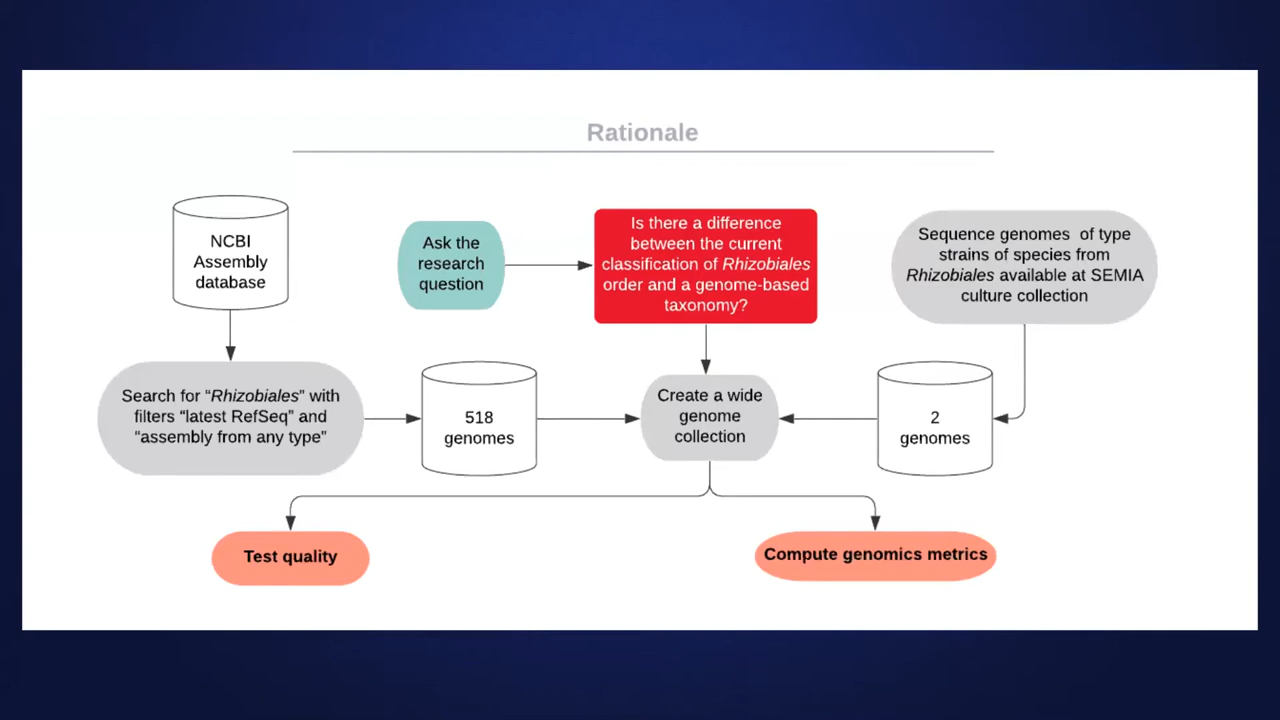 Rationale
NCBI
Assembly
database
Ask the
research
question
Is there a difference
between the current
classification of Rhizobiales
order and a genome-based
taxonomy?
Sequence genomes of type
strains of species from
Rhizobiales available at SEMIA
culture collection
Search for “Rhizobiales” with
filters “latest RefSeq” and
“assembly from any type”
518
genomes
Create a wide
genome
collection
2
genomes
Test quality
Compute genomics metrics